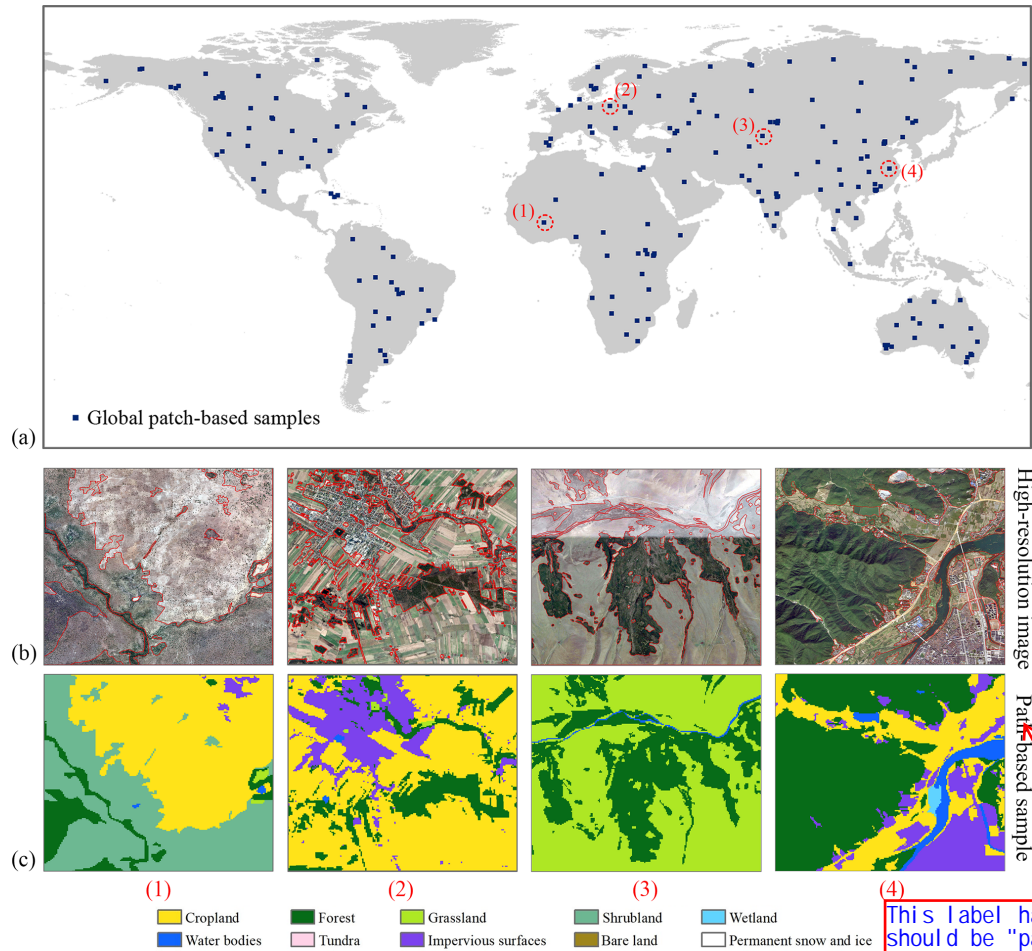 (1)
(2)
(3)
(4)
Global patch-based samples
(a)
(b)
High-resolution image
(c)
Path-based sample
(1)
(2)
(3)
(4)
Cropland
Forest
Grassland
Shrubland
Wetland
Water bodies
Tundra
Impervious surfaces
Bare land
Permanent snow and ice
This label ha
should be "pa